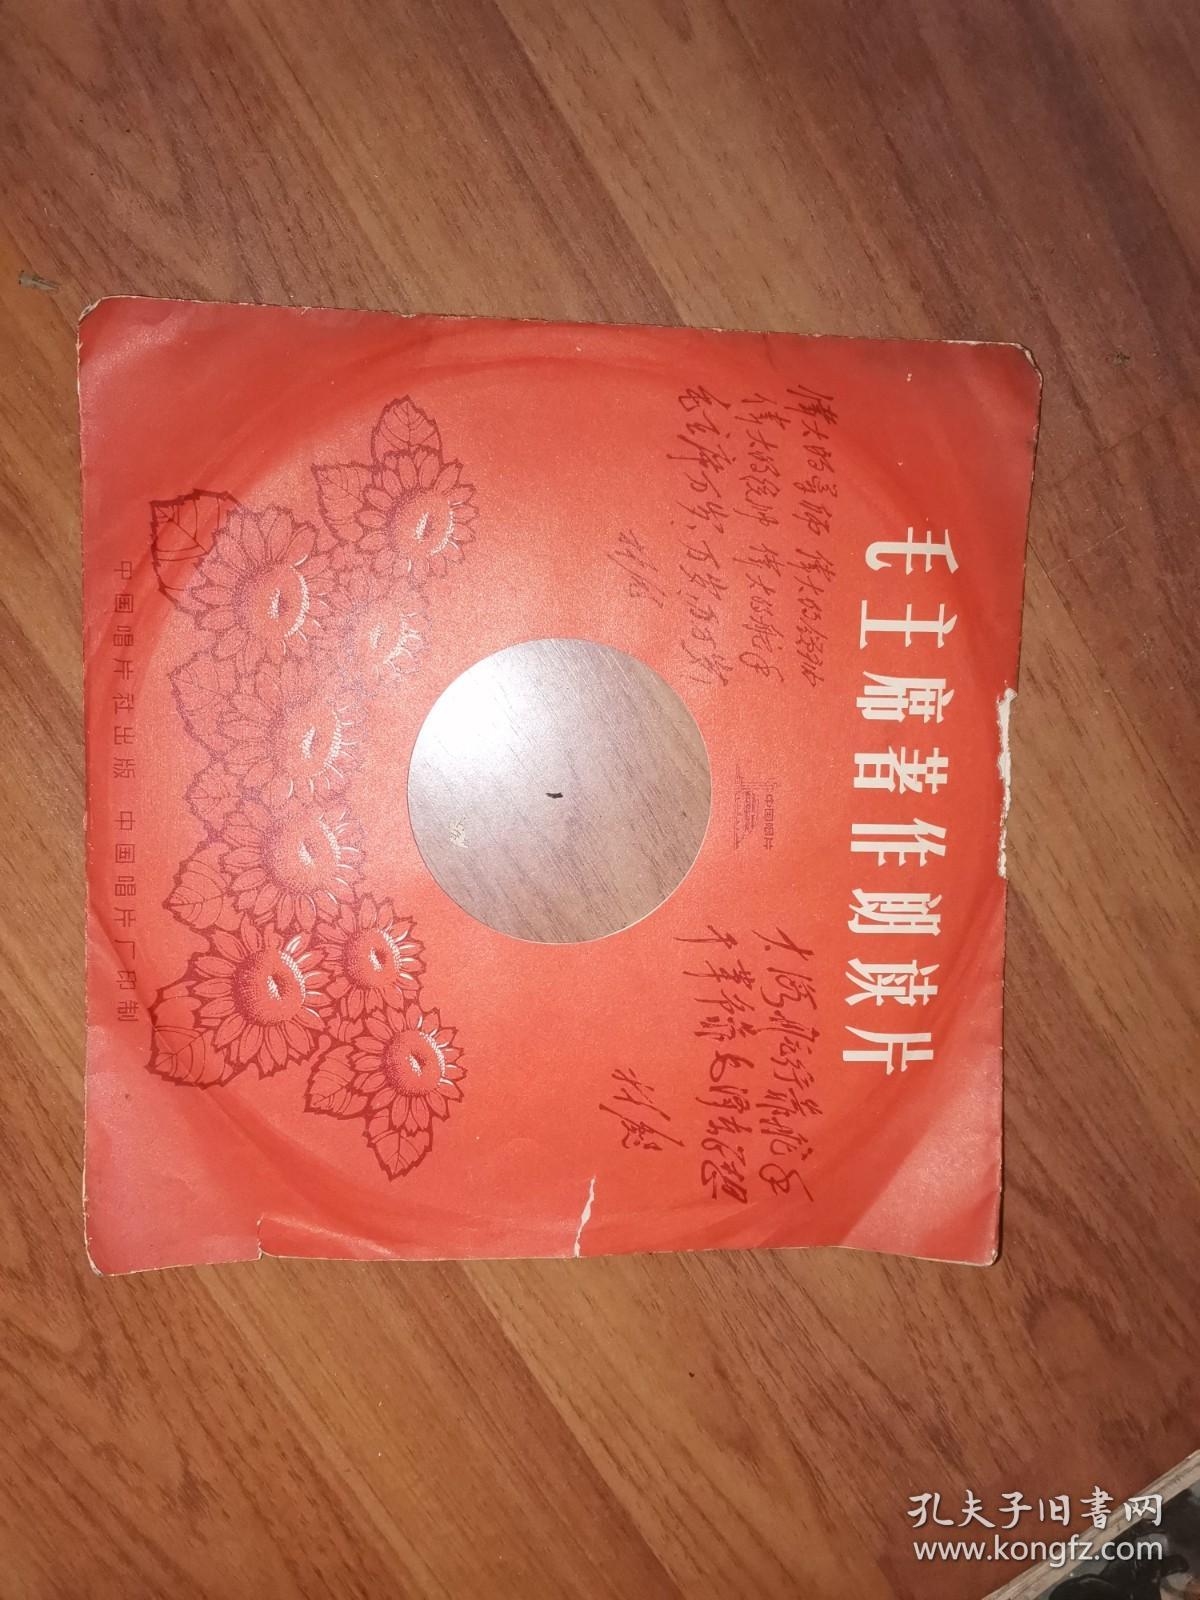 毛主席著作朗读片
伟大的导师 伟大的领袖
伟大的统帅 伟大的舵手
毛主席万岁！万岁！万万岁！
林彪
中国唱片
大海航行靠舵手
干革命靠毛泽东思想
林彪
中国唱片社出版 中国唱片厂印制
孔夫子旧书网
www.kongfz.com